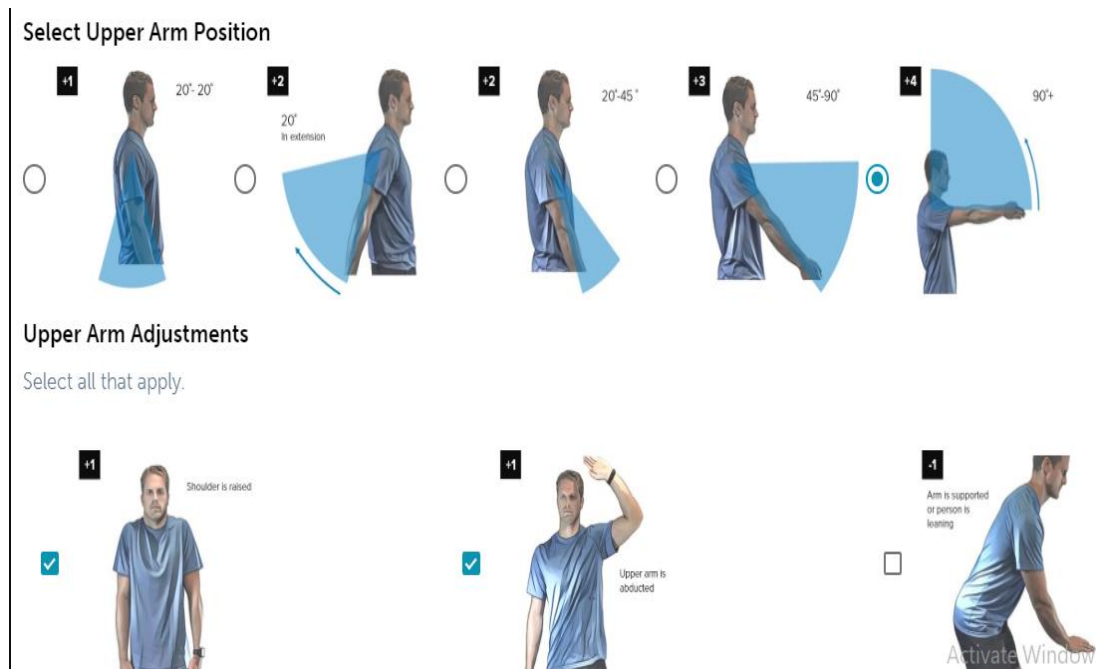 Select Upper Arm Position
+1
20°- 20°
+2
20°
In extension
+2
20°-45°
+3
45°-90°
+4
90°+
Upper Arm Adjustments
Select all that apply.
+1
Shoulder is raised
+1
Upper arm is
abducted
-1
Arm is supported
or person is
leaning
Activate Window